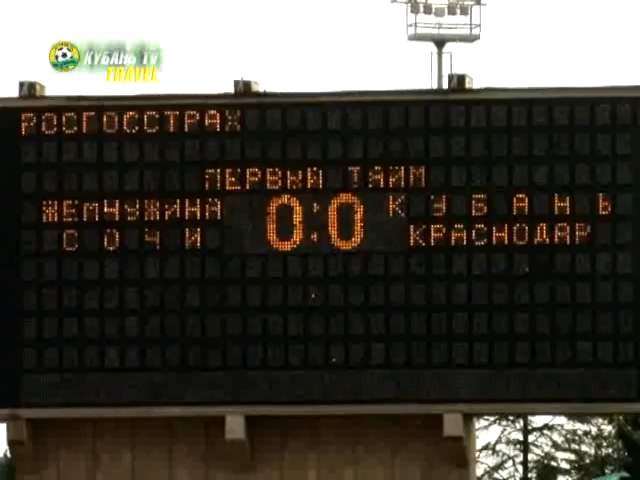 КУБАНЬ TV
TRAVEL
РОСГОССТРАХ
ПЕРВЫЙ ТАЙМ
ЖЕМЧУЖИНА 0:0 КУБАНЬ
СОЧИ КРАСНОДАР